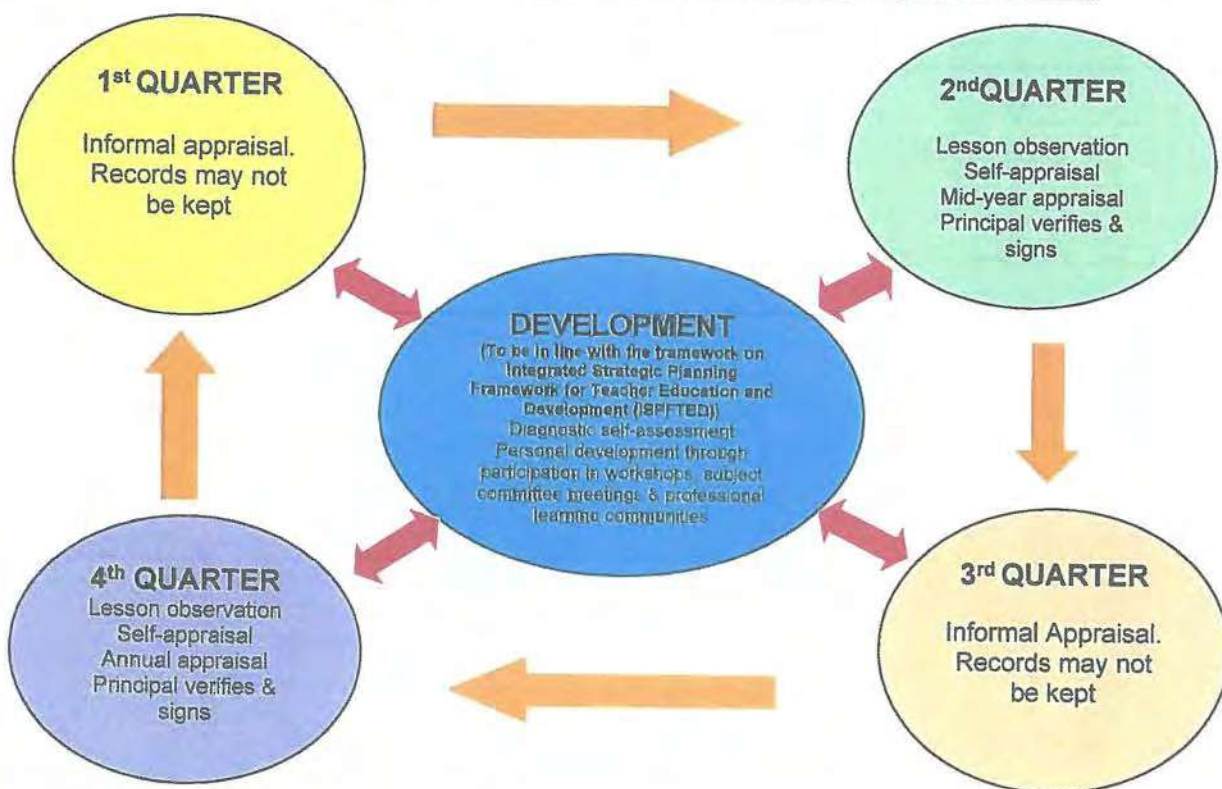 1st QUARTER
Informal appraisal.
Records may not
be kept
2nd QUARTER
Lesson observation
Self-appraisal
Mid-year appraisal
Principal verifies &
signs
DEVELOPMENT
(To be in line with the framework on
Integrated Strategic Planning
Framework for Teacher Education and
Development (ISPFTED))
Diagnostic self-assessment
Personal development through
participation in workshops, subject
committee meetings & professional
learning communities
4th QUARTER
Lesson observation
Self-appraisal
Annual appraisal
Principal verifies &
signs
3rd QUARTER
Informal Appraisal.
Records may not
be kept